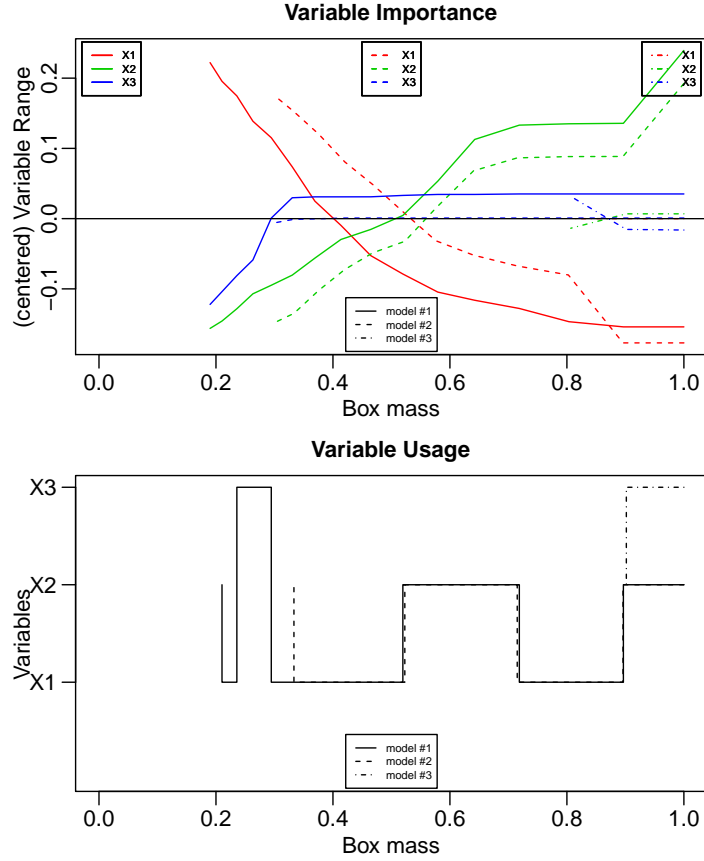 Variable Importance
(centered) Variable Range
0.2
0.1
0.0
−0.1
X1
X2
X3
X1
X2
X3
X1
X2
X3
model #1
model #2
model #3
0.0 0.2 0.4 0.6 0.8 1.0
Box mass
Variable Usage
Variables
X3
X2
X1
model #1
model #2
model #3
0.0 0.2 0.4 0.6 0.8 1.0
Box mass